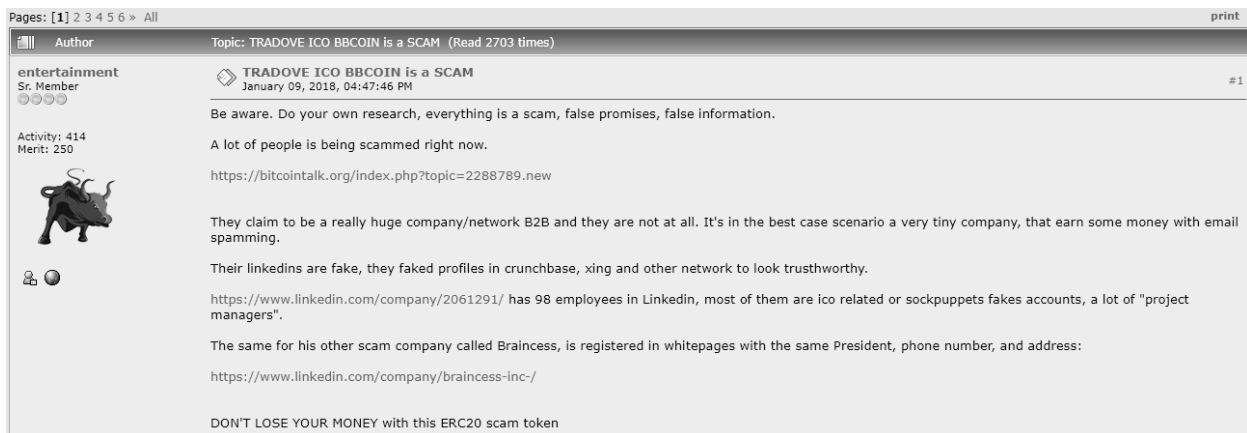 Pages: [1] 2 3 4 5 6 » All
print
Author
Topic: TRADOVE ICO BBCOIN is a SCAM (Read 2703 times)
entertainment
Sr. Member
Activity: 414
Merit: 250
TRADOVE ICO BBCOIN is a SCAM
January 09, 2018, 04:47:46 PM
#1
Be aware. Do your own research, everything is a scam, false promises, false information.
A lot of people is being scammed right now.
https://bitcointalk.org/index.php?topic=2288789.new
They claim to be a really huge company/network B2B and they are not at all. It's in the best case scenario a very tiny company, that earn some money with email
spamming.
Their linkedins are fake, they faked profiles in crunchbase, xing and other network to look trusthworthy.
https://www.linkedin.com/company/2061291/ has 98 employees in Linkedin, most of them are ico related or sockpuppets fakes accounts, a lot of "project
managers".
The same for his other scam company called Braincess, is registered in whitepages with the same President, phone number, and address:
https://www.linkedin.com/company/braincess-inc-/
DON'T LOSE YOUR MONEY with this ERC20 scam token